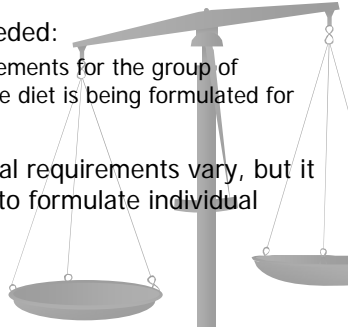 eded:
ements for the group of
e diet is being formulated for
al requirements vary, but it
to formulate individual